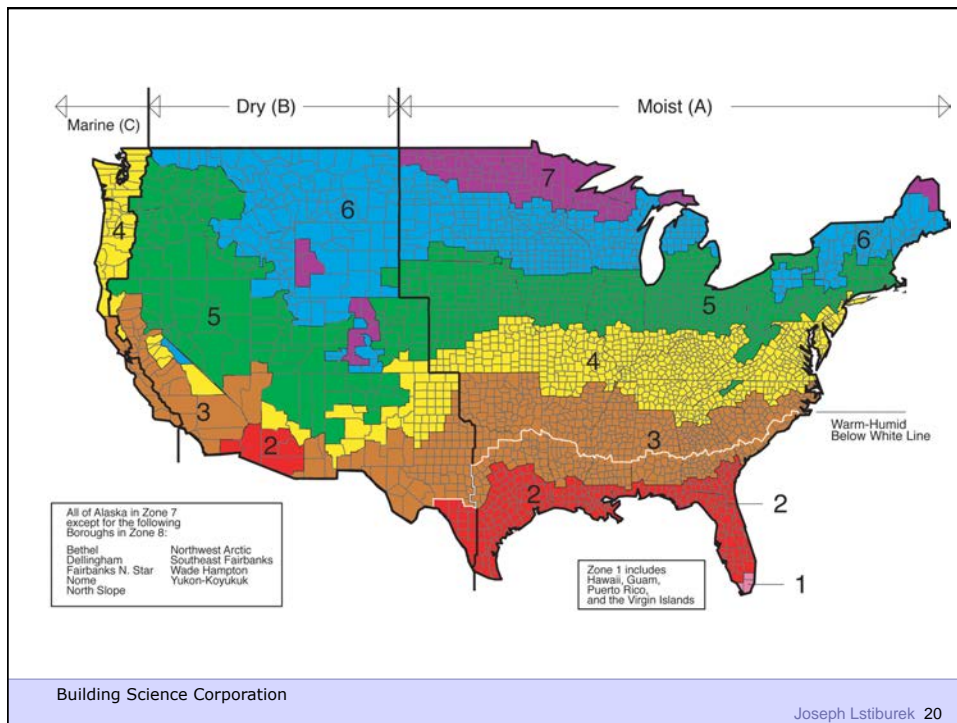 Marine (C)
Dry (B)
Moist (A)
7
6
4
6
5
5
4
3
3
Warm-Humid
Below White Line
2
2
2
1
All of Alaska in Zone 7
except for the following
Boroughs in Zone 8:
Bethel
Dellingham
Fairbanks N. Star
Nome
North Slope
Northwest Arctic
Southeast Fairbanks
Wade Hampton
Yukon-Koyukuk
Zone 1 includes
Hawaii, Guam,
Puerto Rico,
and the Virgin Islands
Building Science Corporation
Joseph Lstiburek 20